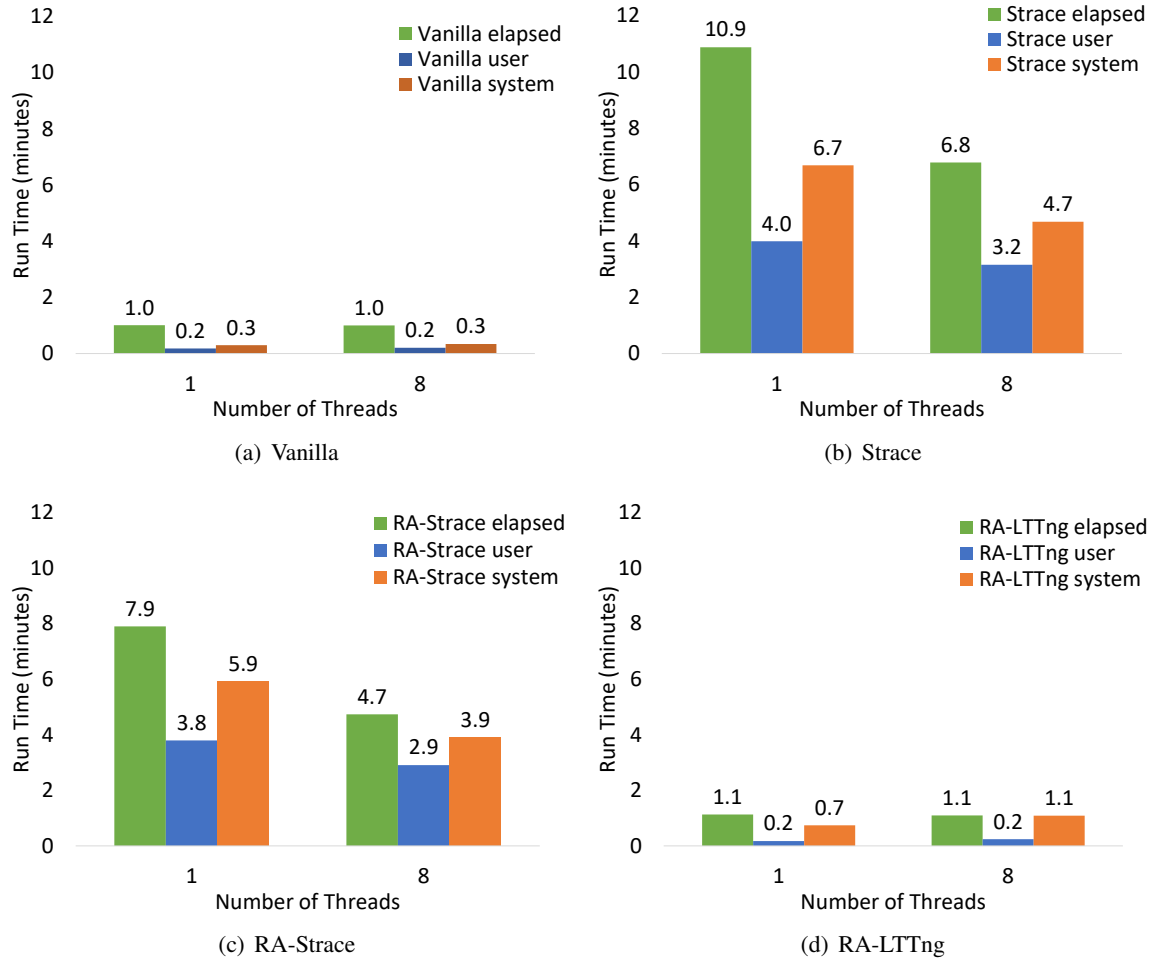 12
10
8
6
4
2
0
Run Time (minutes)
Vanilla elapsed
Vanilla user
Vanilla system
1.0
0.2
0.3
1.0
0.2
0.3
1
8
Number of Threads
(a) Vanilla
12
10
8
6
4
2
0
Run Time (minutes)
Strace elapsed
Strace user
Strace system
10.9
4.0
6.7
6.8
3.2
4.7
1
8
Number of Threads
(b) Strace
12
10
8
6
4
2
0
Run Time (minutes)
RA-Strace elapsed
RA-Strace user
RA-Strace system
7.9
3.8
5.9
4.7
2.9
3.9
1
8
Number of Threads
(c) RA-Strace
12
10
8
6
4
2
0
Run Time (minutes)
RA-LTTng elapsed
RA-LTTng user
RA-LTTng system
1.1
0.2
0.7
1.1
0.2
1.1
1
8
Number of Threads
(d) RA-LTTng